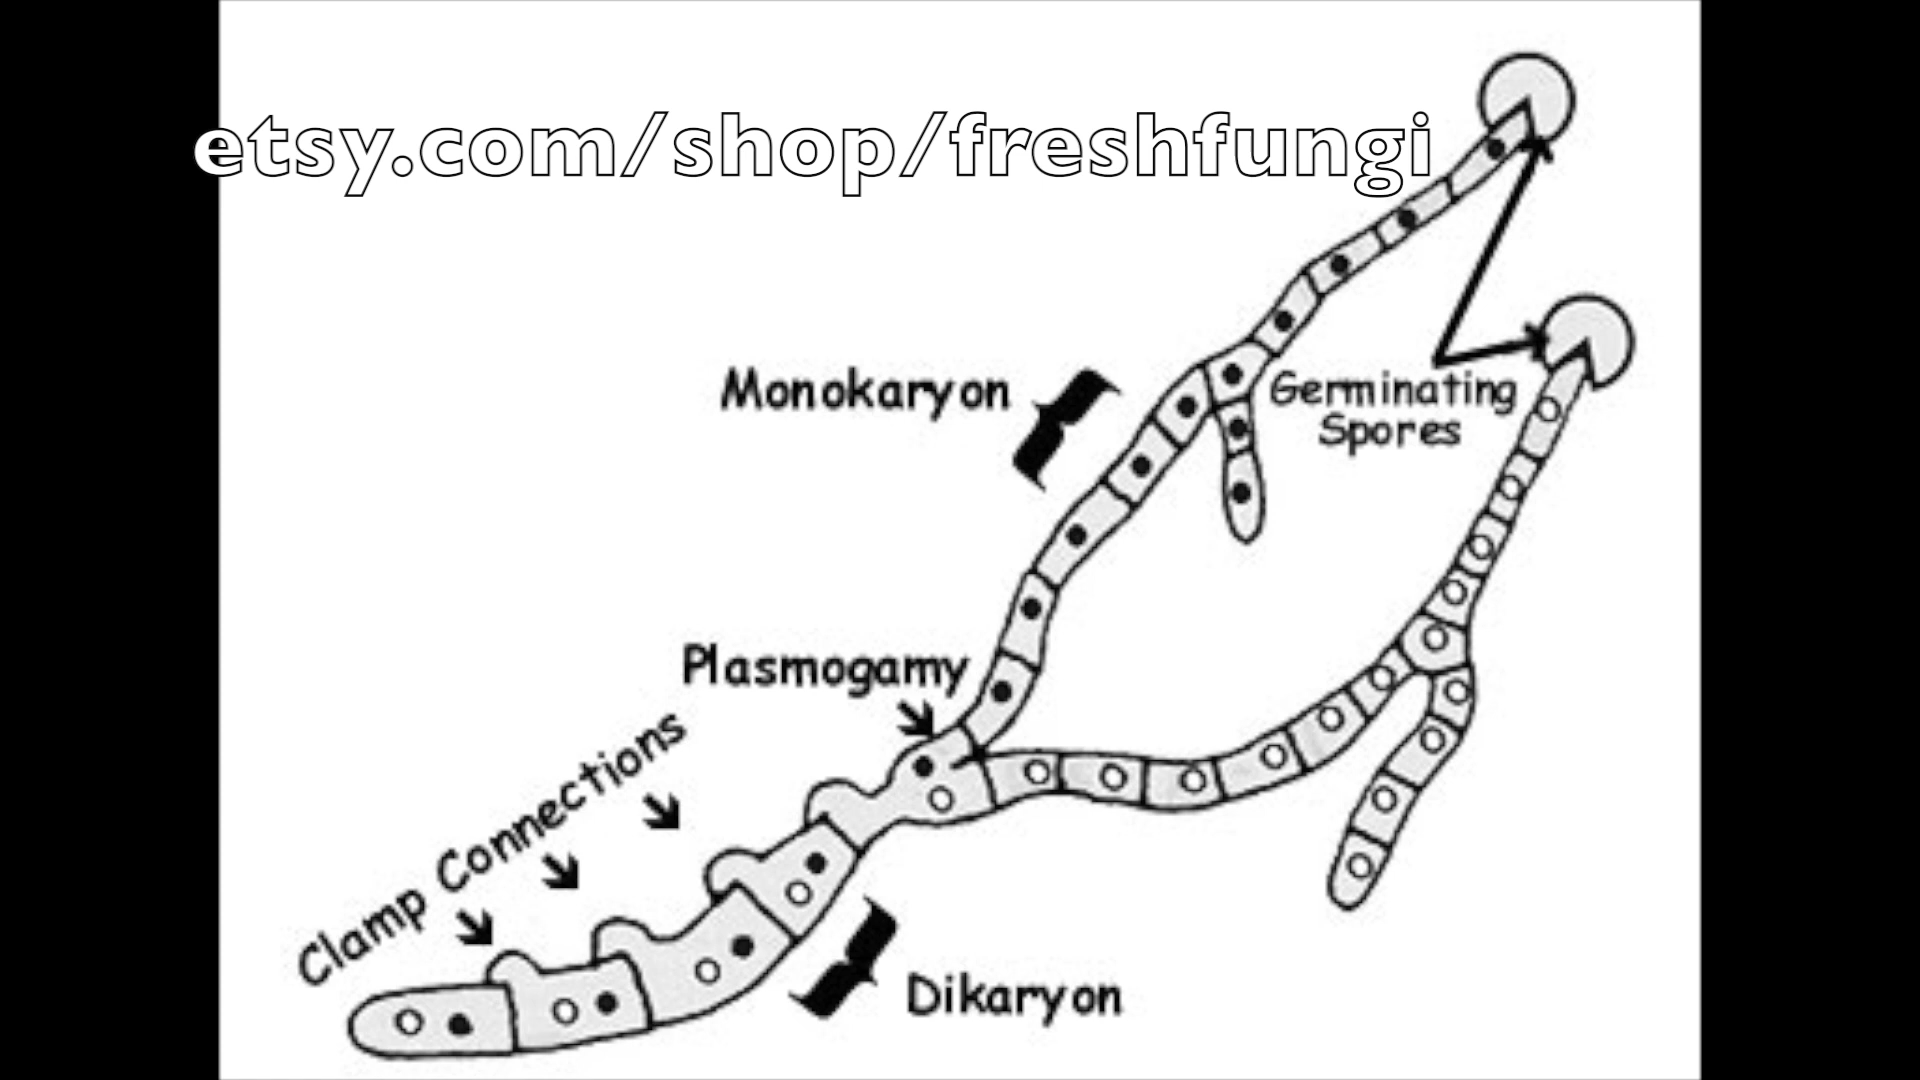 etsy.com/shop/freshfungi
Monokaryon
Germinating
Spores
Plasmogamy
Clamp Connections
Dikaryon